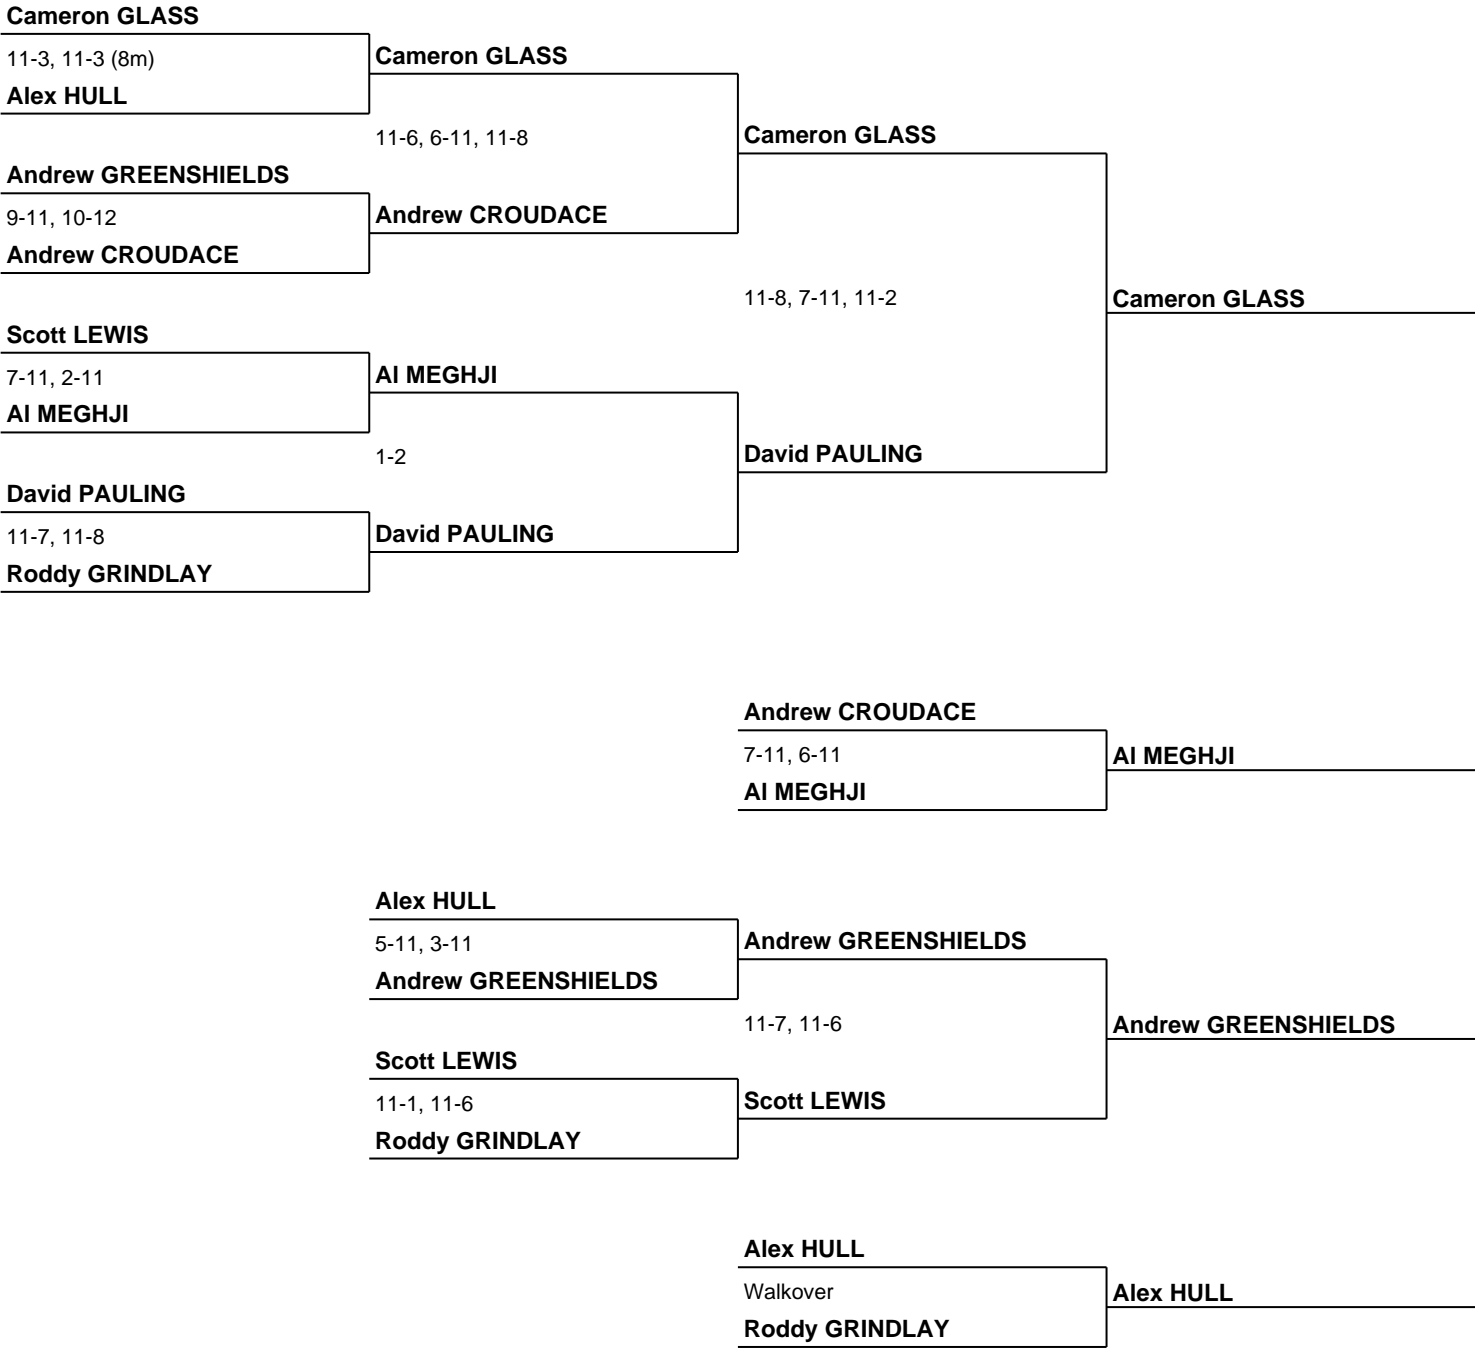 Cameron GLASS
11-3, 11-3 (8m)
Cameron GLASS
Alex HULL
11-6, 6-11, 11-8
Cameron GLASS
Andrew GREENSHIELDS
9-11, 10-12
Andrew CROUDACE
Andrew CROUDACE
11-8, 7-11, 11-2
Cameron GLASS
Scott LEWIS
7-11, 2-11
Al MEGHJI
Al MEGHJI
1-2
David PAULING
David PAULING
11-7, 11-8
David PAULING
Roddy GRINDLAY
Andrew CROUDACE
7-11, 6-11
Al MEGHJI
Al MEGHJI
Alex HULL
5-11, 3-11
Andrew GREENSHIELDS
Andrew GREENSHIELDS
11-7, 11-6
Andrew GREENSHIELDS
Scott LEWIS
11-1, 11-6
Scott LEWIS
Roddy GRINDLAY
Alex HULL
Walkover
Alex HULL
Roddy GRINDLAY